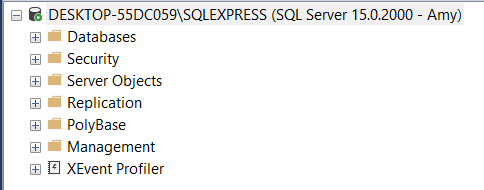 DESKTOP-55DC059\SQLEXPRESS (SQL Server 15.0.2000 - Amy)
Databases
Security
Server Objects
Replication
PolyBase
Management
XEvent Profiler